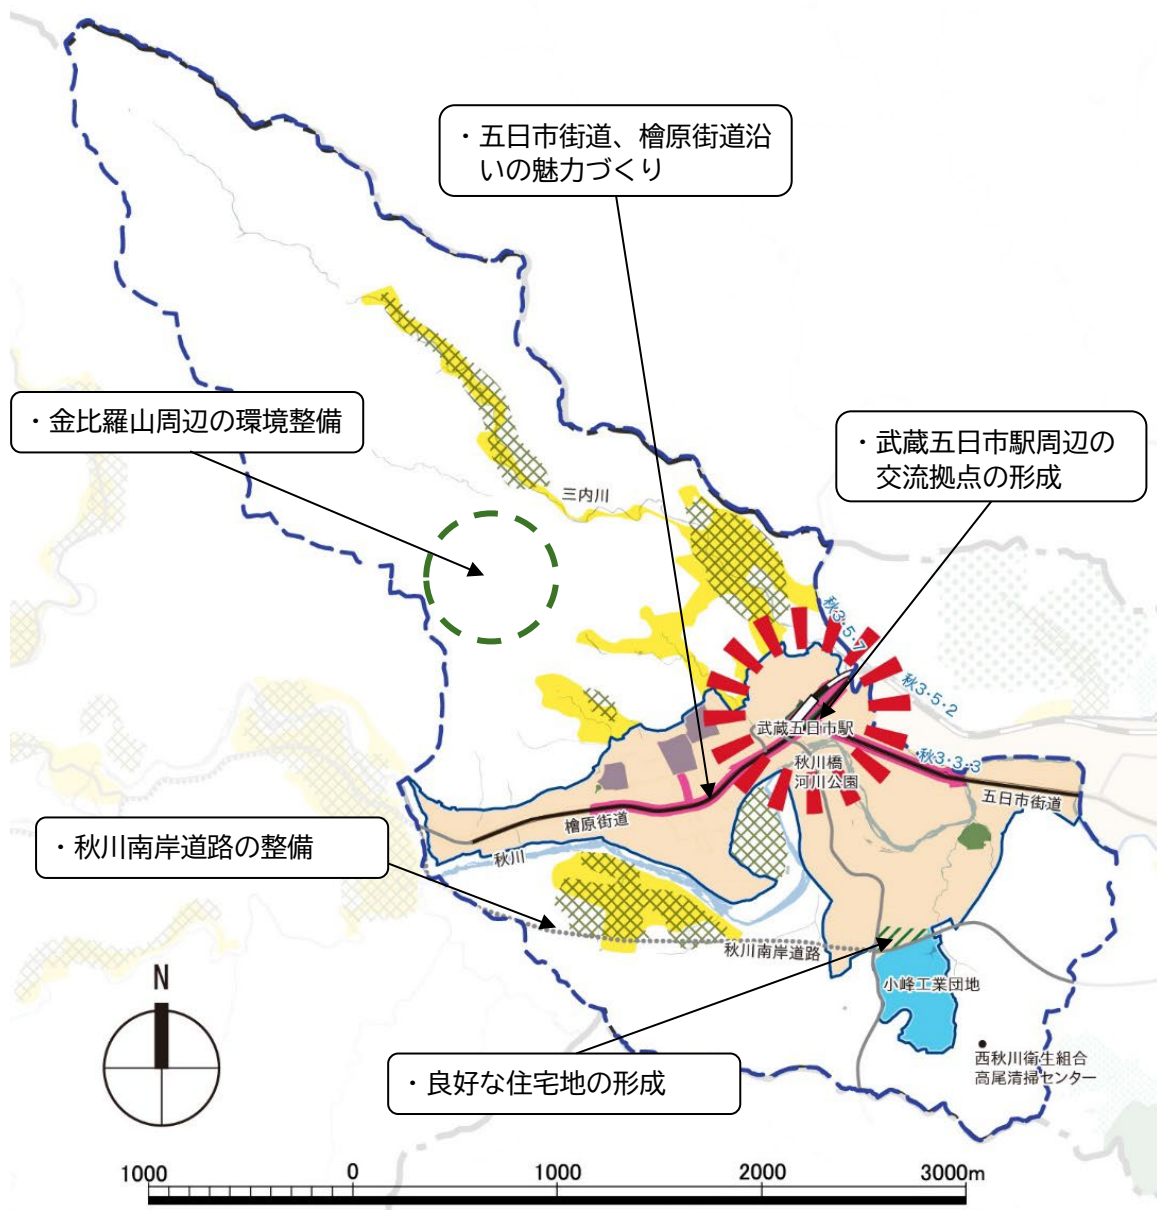 ・五日市街道、檜原街道沿
いの魅力づくり
・金比羅山周辺の環境整備
・武蔵五日市駅周辺の
交流拠点の形成
三内川
秋3・5・7
秋3・5・2
武蔵五日市駅
秋3・3・3
秋川橋
河川公園
五日市街道
檜原街道
・秋川南岸道路の整備
秋川
秋川南岸道路
小峰工業団地
N
西秋川衛生組合
高尾清掃センター
・良好な住宅地の形成
1000 0 1000 2000 3000m